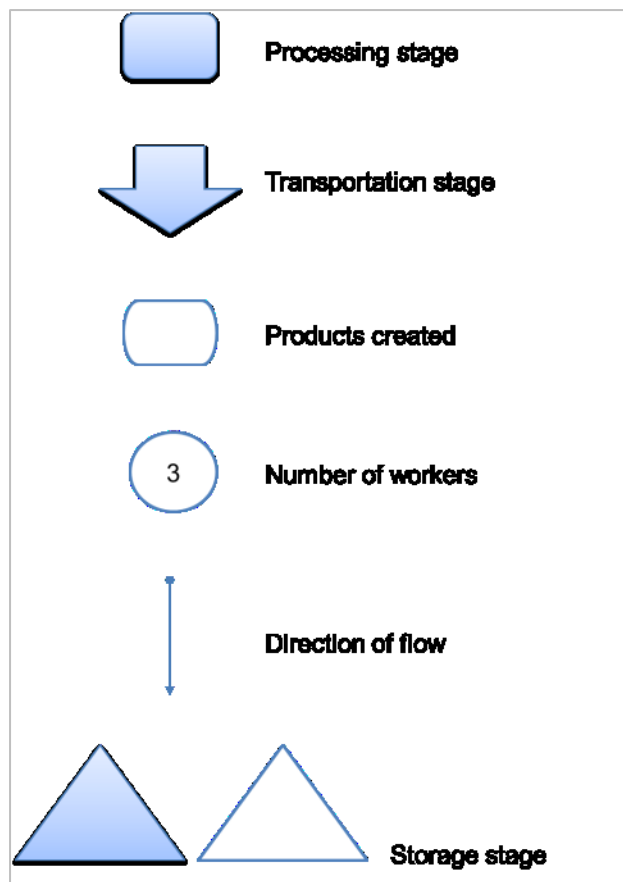 Processing stage
Transportation stage
Products created
3
Number of workers
Direction of flow
Storage stage